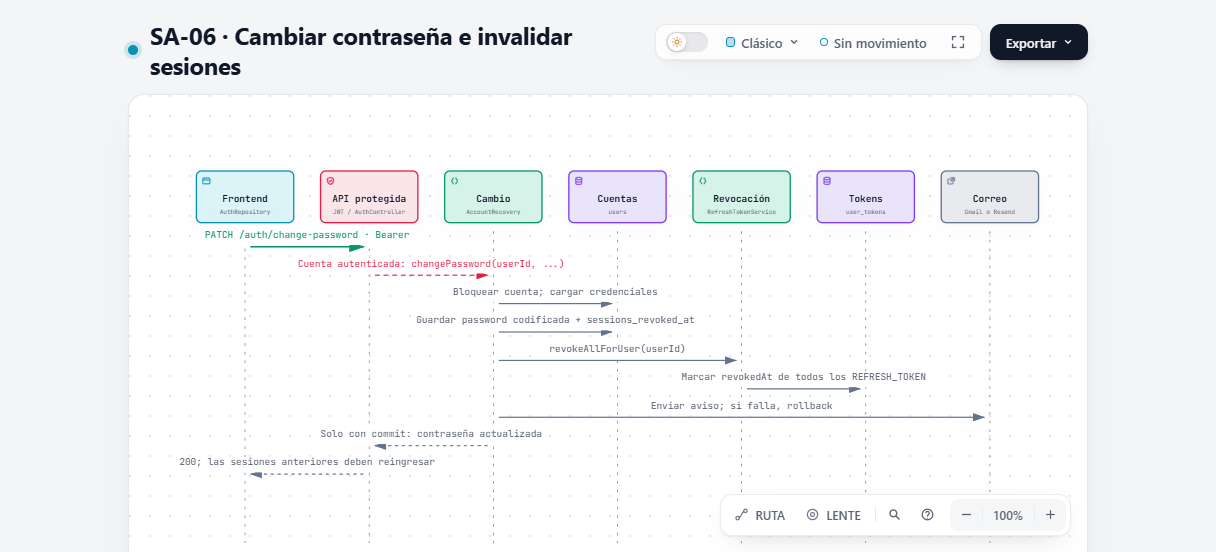 SA-06 · Cambiar contraseña e invalidar
sesiones
Clásico
Sin movimiento
Exportar
Frontend
AuthRepository
API protegida
JWT / AuthController
Cambio
AccountRecovery
Cuentas
users
Revocación
RefreshTokenService
Tokens
user_tokens
Correo
Gmail o Resend
PATCH /auth/change-password · Bearer
Cuenta autenticada: changePassword(userId, ...)
Bloquear cuenta; cargar credenciales
Guardar password codificada + sessions_revoked_at
revokeAllForUser(userId)
Marcar revokedAt de todos los REFRESH_TOKEN
Enviar aviso; si falla, rollback
Solo con commit: contraseña actualizada
200; las sesiones anteriores deben reingresar
RUTA
LENTE
100%